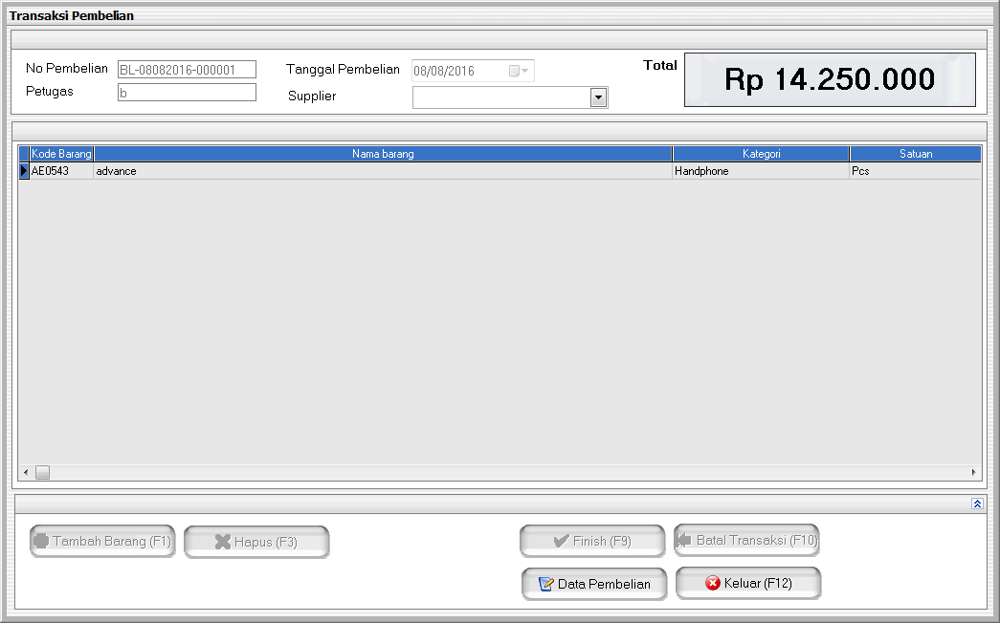 Transaksi Pembelian
No Pembelian BL-08082016-000001 Tanggal Pembelian 08/08/2016 Total Rp 14.250.000
Petugas b Supplier
Kode Barang Nama barang Kategori Satuan
AE0543 advance Handphone Pcs
Tambah Barang (F1) Hapus (F3) Finish (F9) Batal Transaksi (F10)
Data Pembelian Keluar (F12)